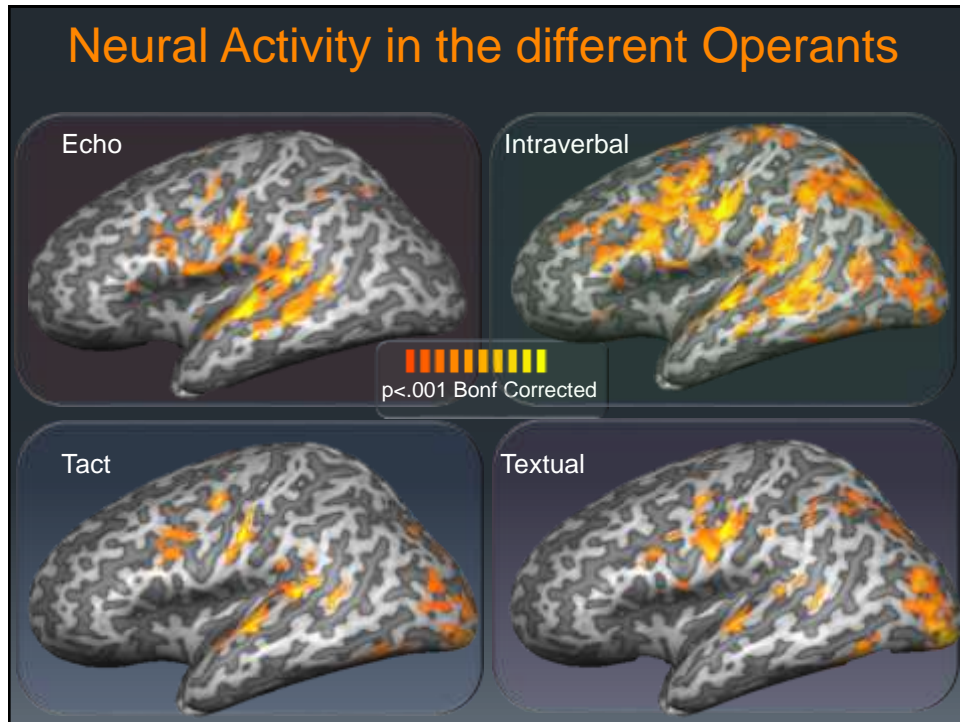 Neural Activity in the different Operants
Echo
Intraverbal
p<.001 Bonf Corrected
Tact
Textual